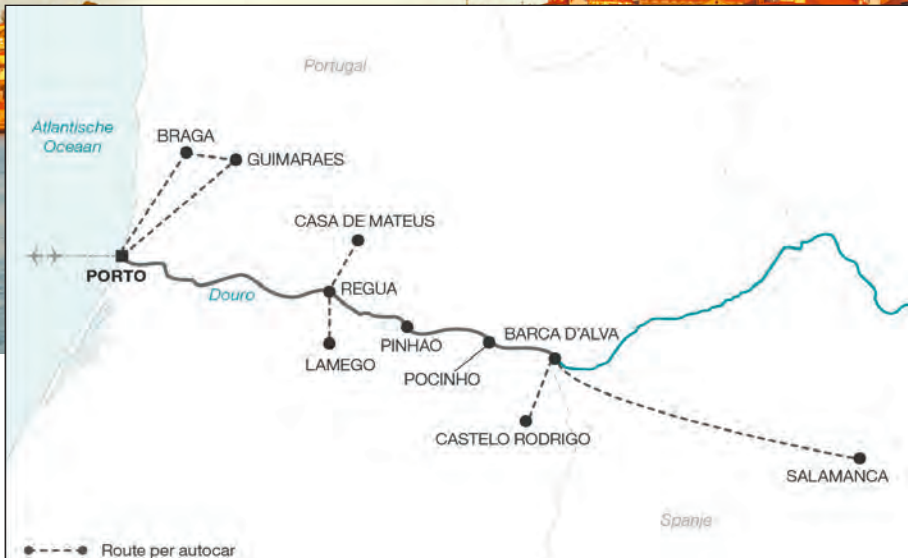 Portugal
Atlantische
Oceaan
BRAGA
GUIMARAES
CASA DE MATEUS
PORTO
REGUA
Douro
BARCA D'ALVA
PINHAO
LAMEGO
POCINHO
CASTELO RODRIGO
SALAMANCA
Spanje
Route per autocar